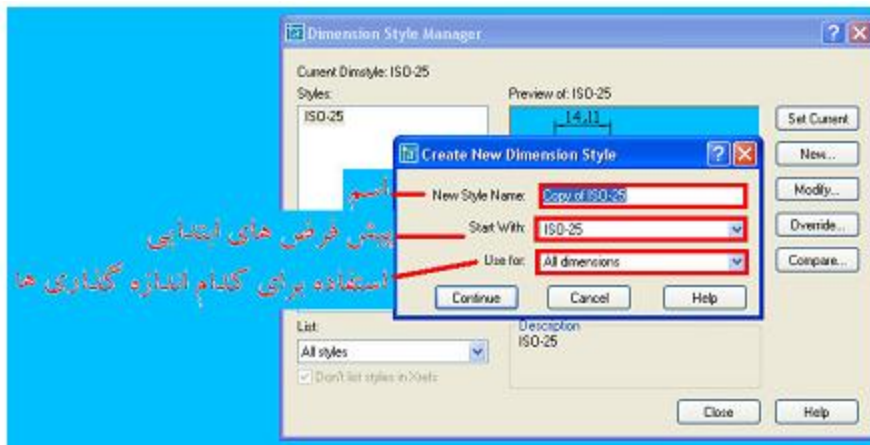 Dimension Style Manager
Current Dimstyle: ISO-25
Styles:
Preview of: ISO-25
ISO-25
14,11
Set Current
New...
Modify...
Override...
Compare...
Create New Dimension Style
اسم
New Style Name:
Copy of ISO-25
پیش فرض های ابتدایی
Start With:
ISO-25
استفاده برای کدام اندازه گذاری ها
Use for:
All dimensions
Continue
Cancel
Help
List:
All styles
Don't list styles in Xrefs
Description
ISO-25
Close
Help